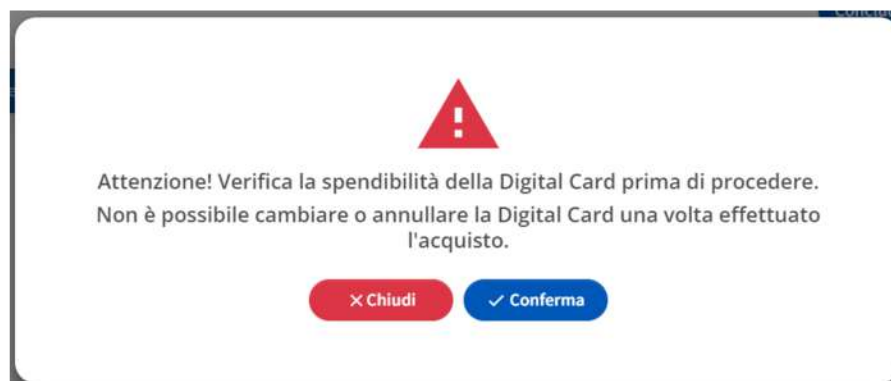 Attenzione! Verifica la spendibilità della Digital Card prima di procedere.
Non è possibile cambiare o annullare la Digital Card una volta effettuato
l'acquisto.
Chiudi
Conferma